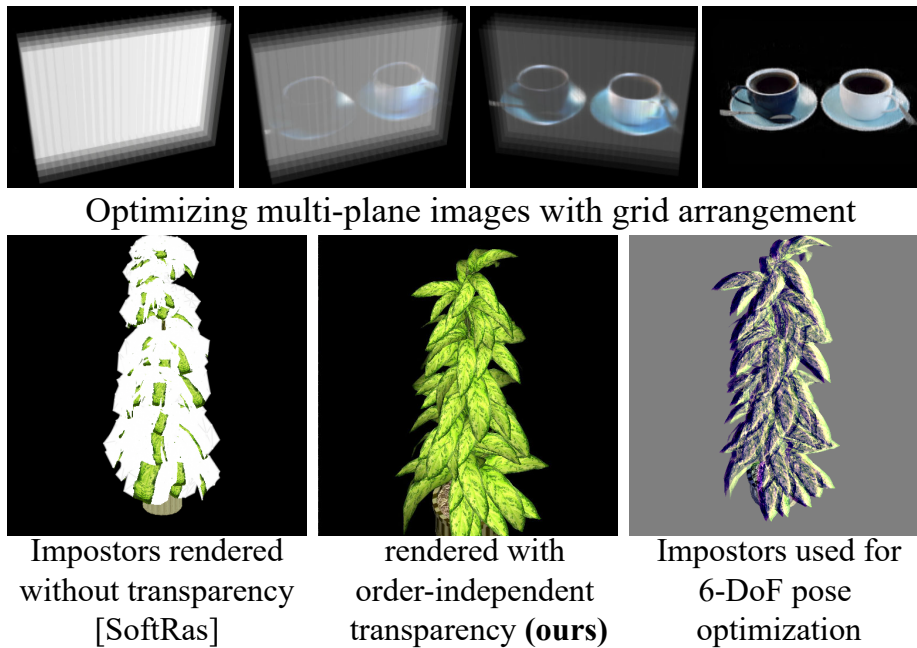 Optimizing multi-plane images with grid arrangement
Impostors rendered
without transparency
[SoftRas]
rendered with
order-independent
transparency (ours)
Impostors used for
6-DoF pose
optimization